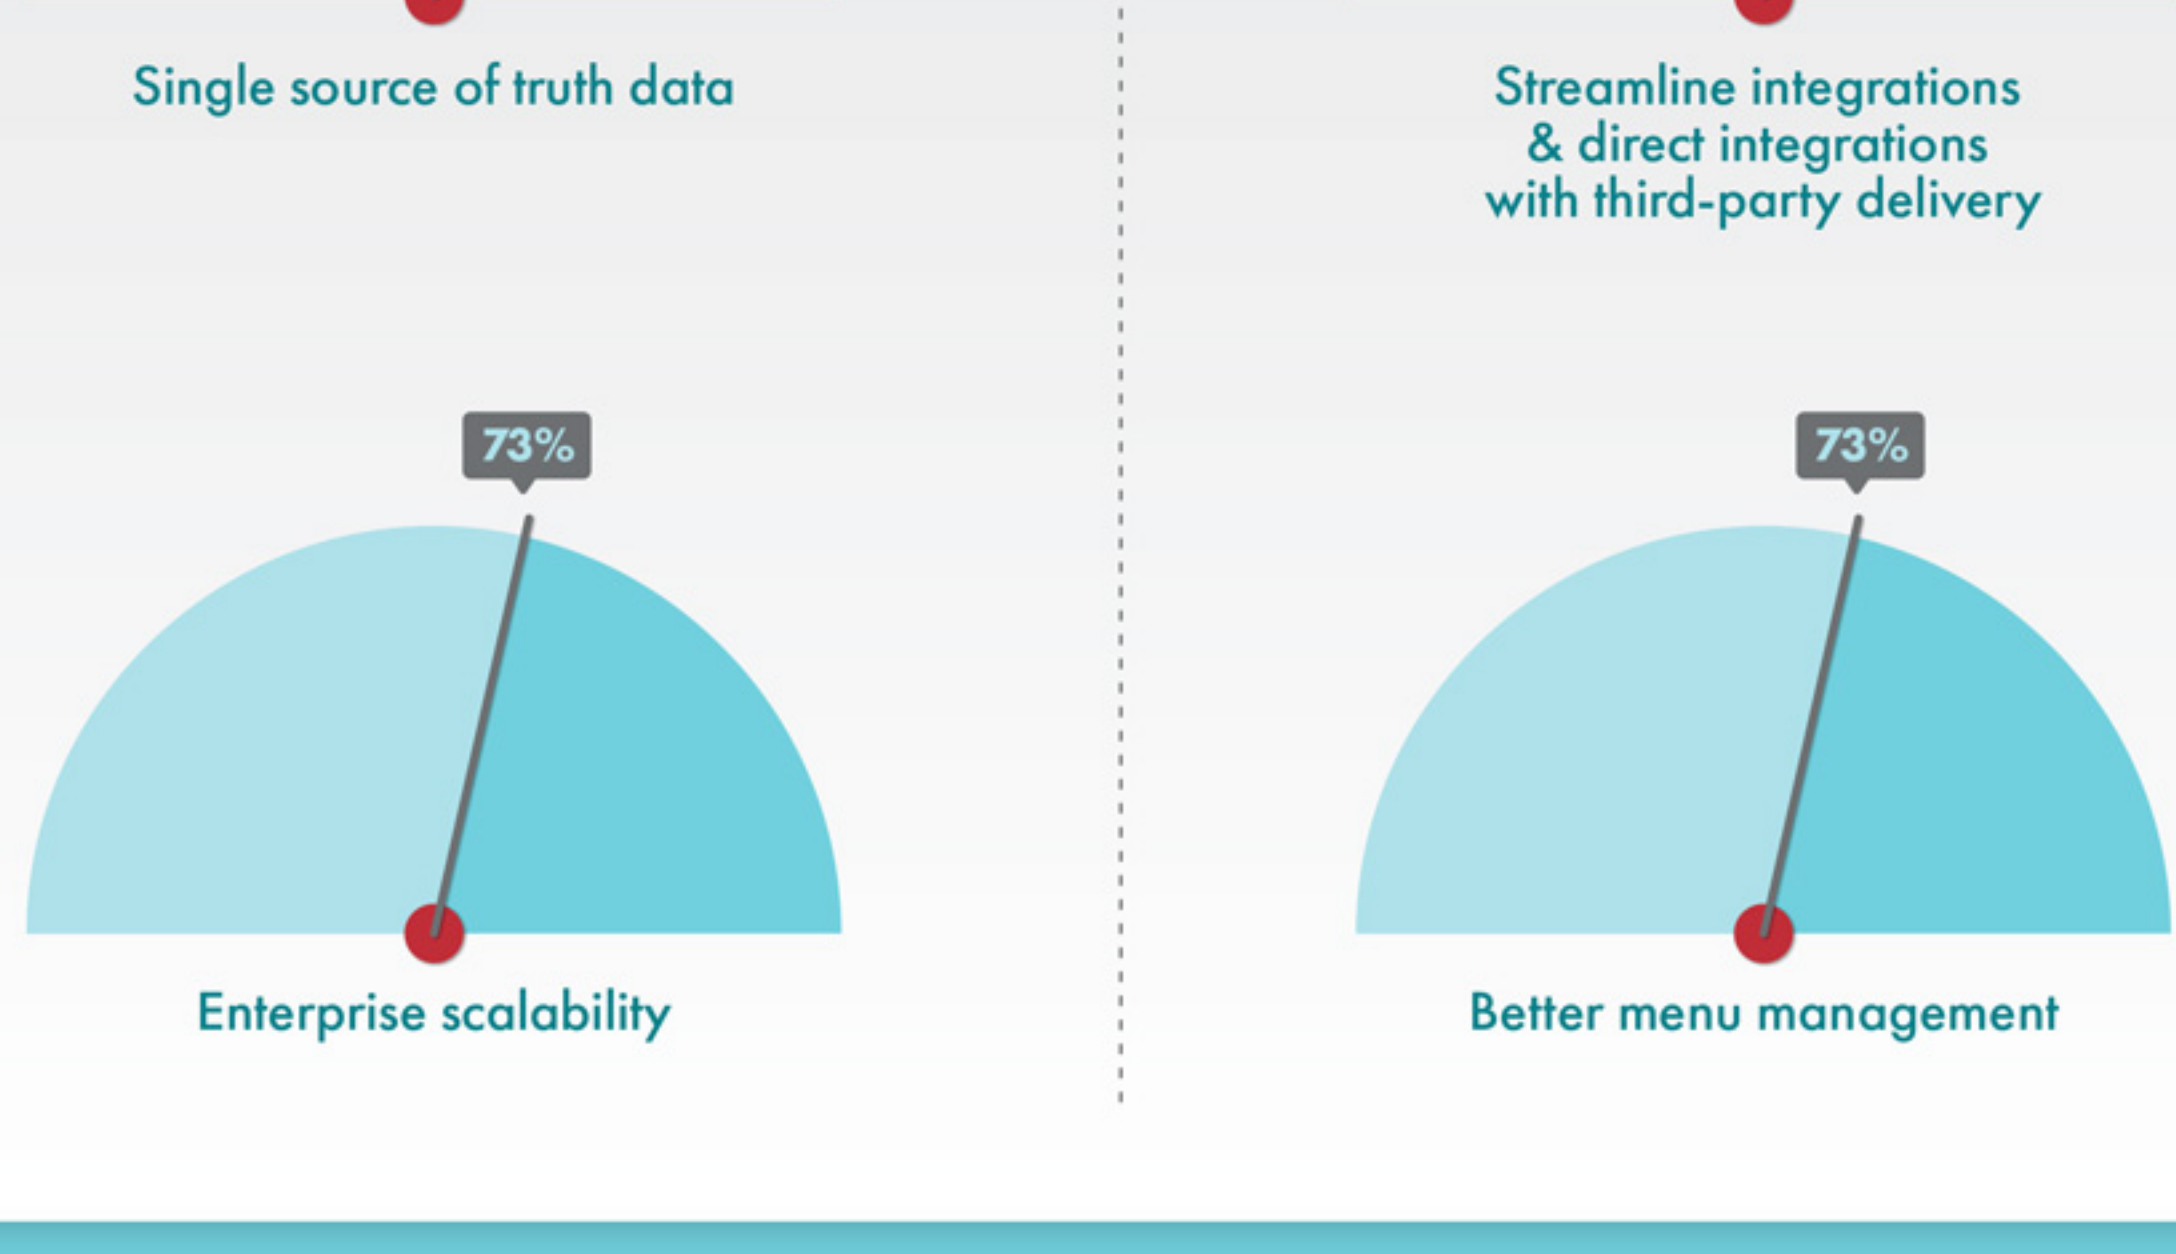 Single source of truth data
Streamline integrations
& direct integrations
with third-party delivery
73%
73%
Enterprise scalability
Better menu management